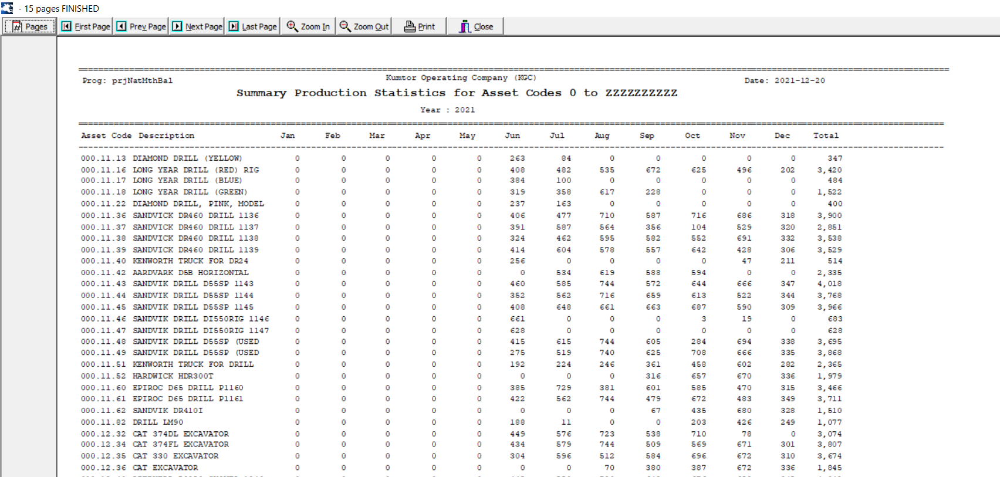 - 15 pages FINISHED
Pages First Page Prev Page Next Page Last Page Zoom In Zoom Out Print Close
Prog: prjNatMthBal Kumtor Operating Company (KGC) Date: 2021-12-20
Summary Production Statistics for Asset Codes 0 to ZZZZZZZZZZ
Year : 2021
Asset Code Description Jan Feb Mar Apr May Jun Jul Aug Sep Oct Nov Dec Total
000.11.13 DIAMOND DRILL (YELLOW) 0 0 0 0 0 263 84 0 0 0 0 0 347
000.11.16 LONG YEAR DRILL (RED) RIG 0 0 0 0 0 408 482 535 672 625 496 202 3,420
000.11.17 LONG YEAR DRILL (BLUE) 0 0 0 0 0 384 100 0 0 0 0 0 484
000.11.18 LONG YEAR DRILL (GREEN) 0 0 0 0 0 319 358 617 228 0 0 0 1,522
000.11.22 DIAMOND DRILL, PINK, MODEL 0 0 0 0 0 237 163 0 0 0 0 0 400
000.11.36 SANDVICK DR460 DRILL 1136 0 0 0 0 0 406 477 710 587 716 686 318 3,900
000.11.37 SANDVICK DR460 DRILL 1137 0 0 0 0 0 391 587 564 356 104 529 320 2,851
000.11.38 SANDVICK DR460 DRILL 1138 0 0 0 0 0 324 462 595 582 552 691 332 3,538
000.11.39 SANDVICK DR460 DRILL 1139 0 0 0 0 0 414 604 578 557 642 428 306 3,529
000.11.40 KENWORTH TRUCK FOR DR24 0 0 0 0 0 256 0 0 0 0 47 211 514
000.11.42 AARDVARK D5B HORIZONTAL 0 0 0 0 0 0 534 619 588 594 0 0 2,335
000.11.43 SANDVIK DRILL D55SP 1143 0 0 0 0 0 460 585 744 572 644 666 347 4,018
000.11.44 SANDVIK DRILL D55SP 1144 0 0 0 0 0 352 562 716 659 613 522 344 3,768
000.11.45 SANDVIK DRILL D55SP 1145 0 0 0 0 0 408 648 661 663 687 590 309 3,966
000.11.46 SANDVIK DRILL DI550RIG 1146 0 0 0 0 0 661 0 0 0 3 19 0 683
000.11.47 SANDVIK DRILL DI550RIG 1147 0 0 0 0 0 628 0 0 0 0 0 0 628
000.11.48 SANDVIK DRILL D55SP (USED 0 0 0 0 0 415 615 744 605 284 694 338 3,695
000.11.49 SANDVIK DRILL D55SP (USED 0 0 0 0 0 275 519 740 625 708 666 335 3,868
000.11.51 KENWORTH TRUCK FOR DRILL 0 0 0 0 0 192 224 246 361 458 602 282 2,365
000.11.52 HARDWICK HDR300T 0 0 0 0 0 0 0 0 316 657 670 336 1,979
000.11.60 EPIROC D65 DRILL P1160 0 0 0 0 0 385 729 381 601 585 470 315 3,466
000.11.61 EPIROC D65 DRILL P1161 0 0 0 0 0 422 562 744 479 672 483 349 3,711
000.11.62 SANDVIK DR410I 0 0 0 0 0 0 0 0 67 435 680 328 1,510
000.11.82 DRILL LM90 0 0 0 0 0 188 11 0 0 203 426 249 1,077
000.12.32 CAT 374DL EXCAVATOR 0 0 0 0 0 449 576 723 538 710 78 0 3,074
000.12.34 CAT 374FL EXCAVATOR 0 0 0 0 0 434 579 744 509 569 671 301 3,807
000.12.35 CAT 330 EXCAVATOR 0 0 0 0 0 304 596 512 584 696 672 310 3,674
000.12.36 CAT EXCAVATOR 0 0 0 0 0 0 0 70 380 387 672 336 1,845